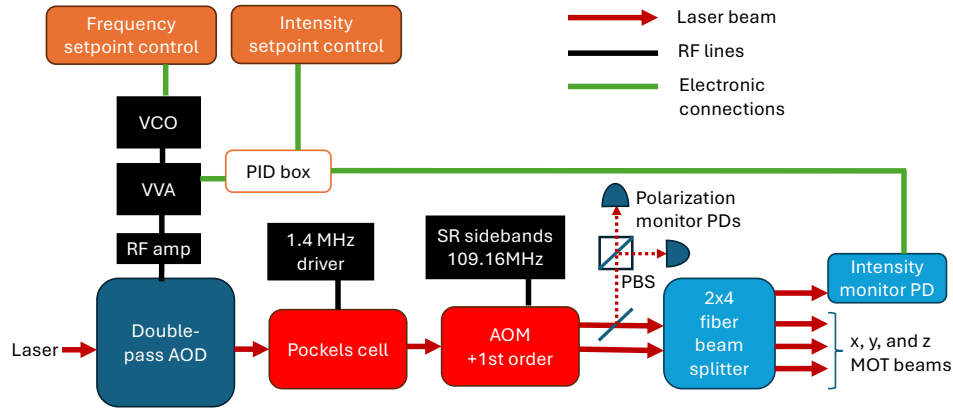 Frequency
setpoint control
Intensity
setpoint control
Laser beam
RF lines
Electronic
connections
VCO
PID box
VVA
Polarization
monitor PDs
RF amp
1.4 MHz
driver
SR sidebands
109.16MHz
PBS
Intensity
monitor PD
Laser
Double-
pass AOD
Pockels cell
AOM
+1st order
2x4
fiber
beam
splitter
x, y, and z
MOT beams